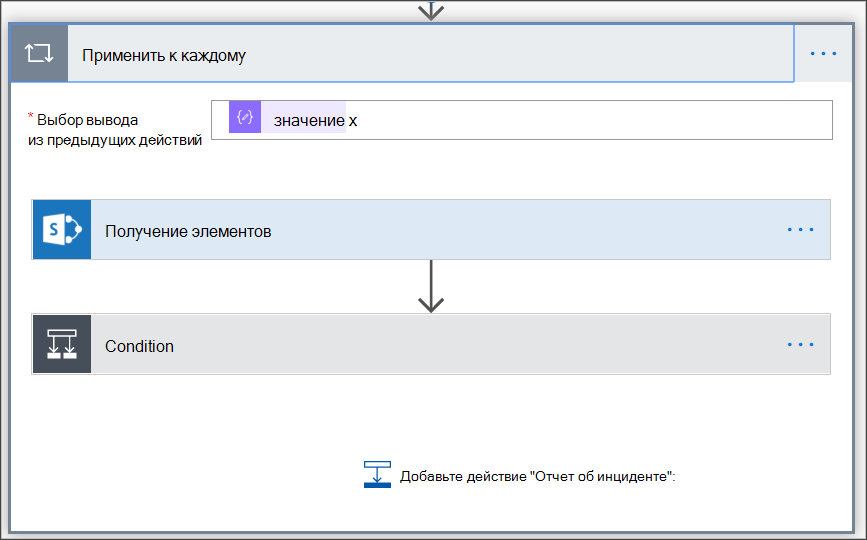 Применить к каждому
* Выбор вывода
из предыдущих действий
значение x
Получение элементов
Condition
Добавьте действие "Отчет об инциденте":